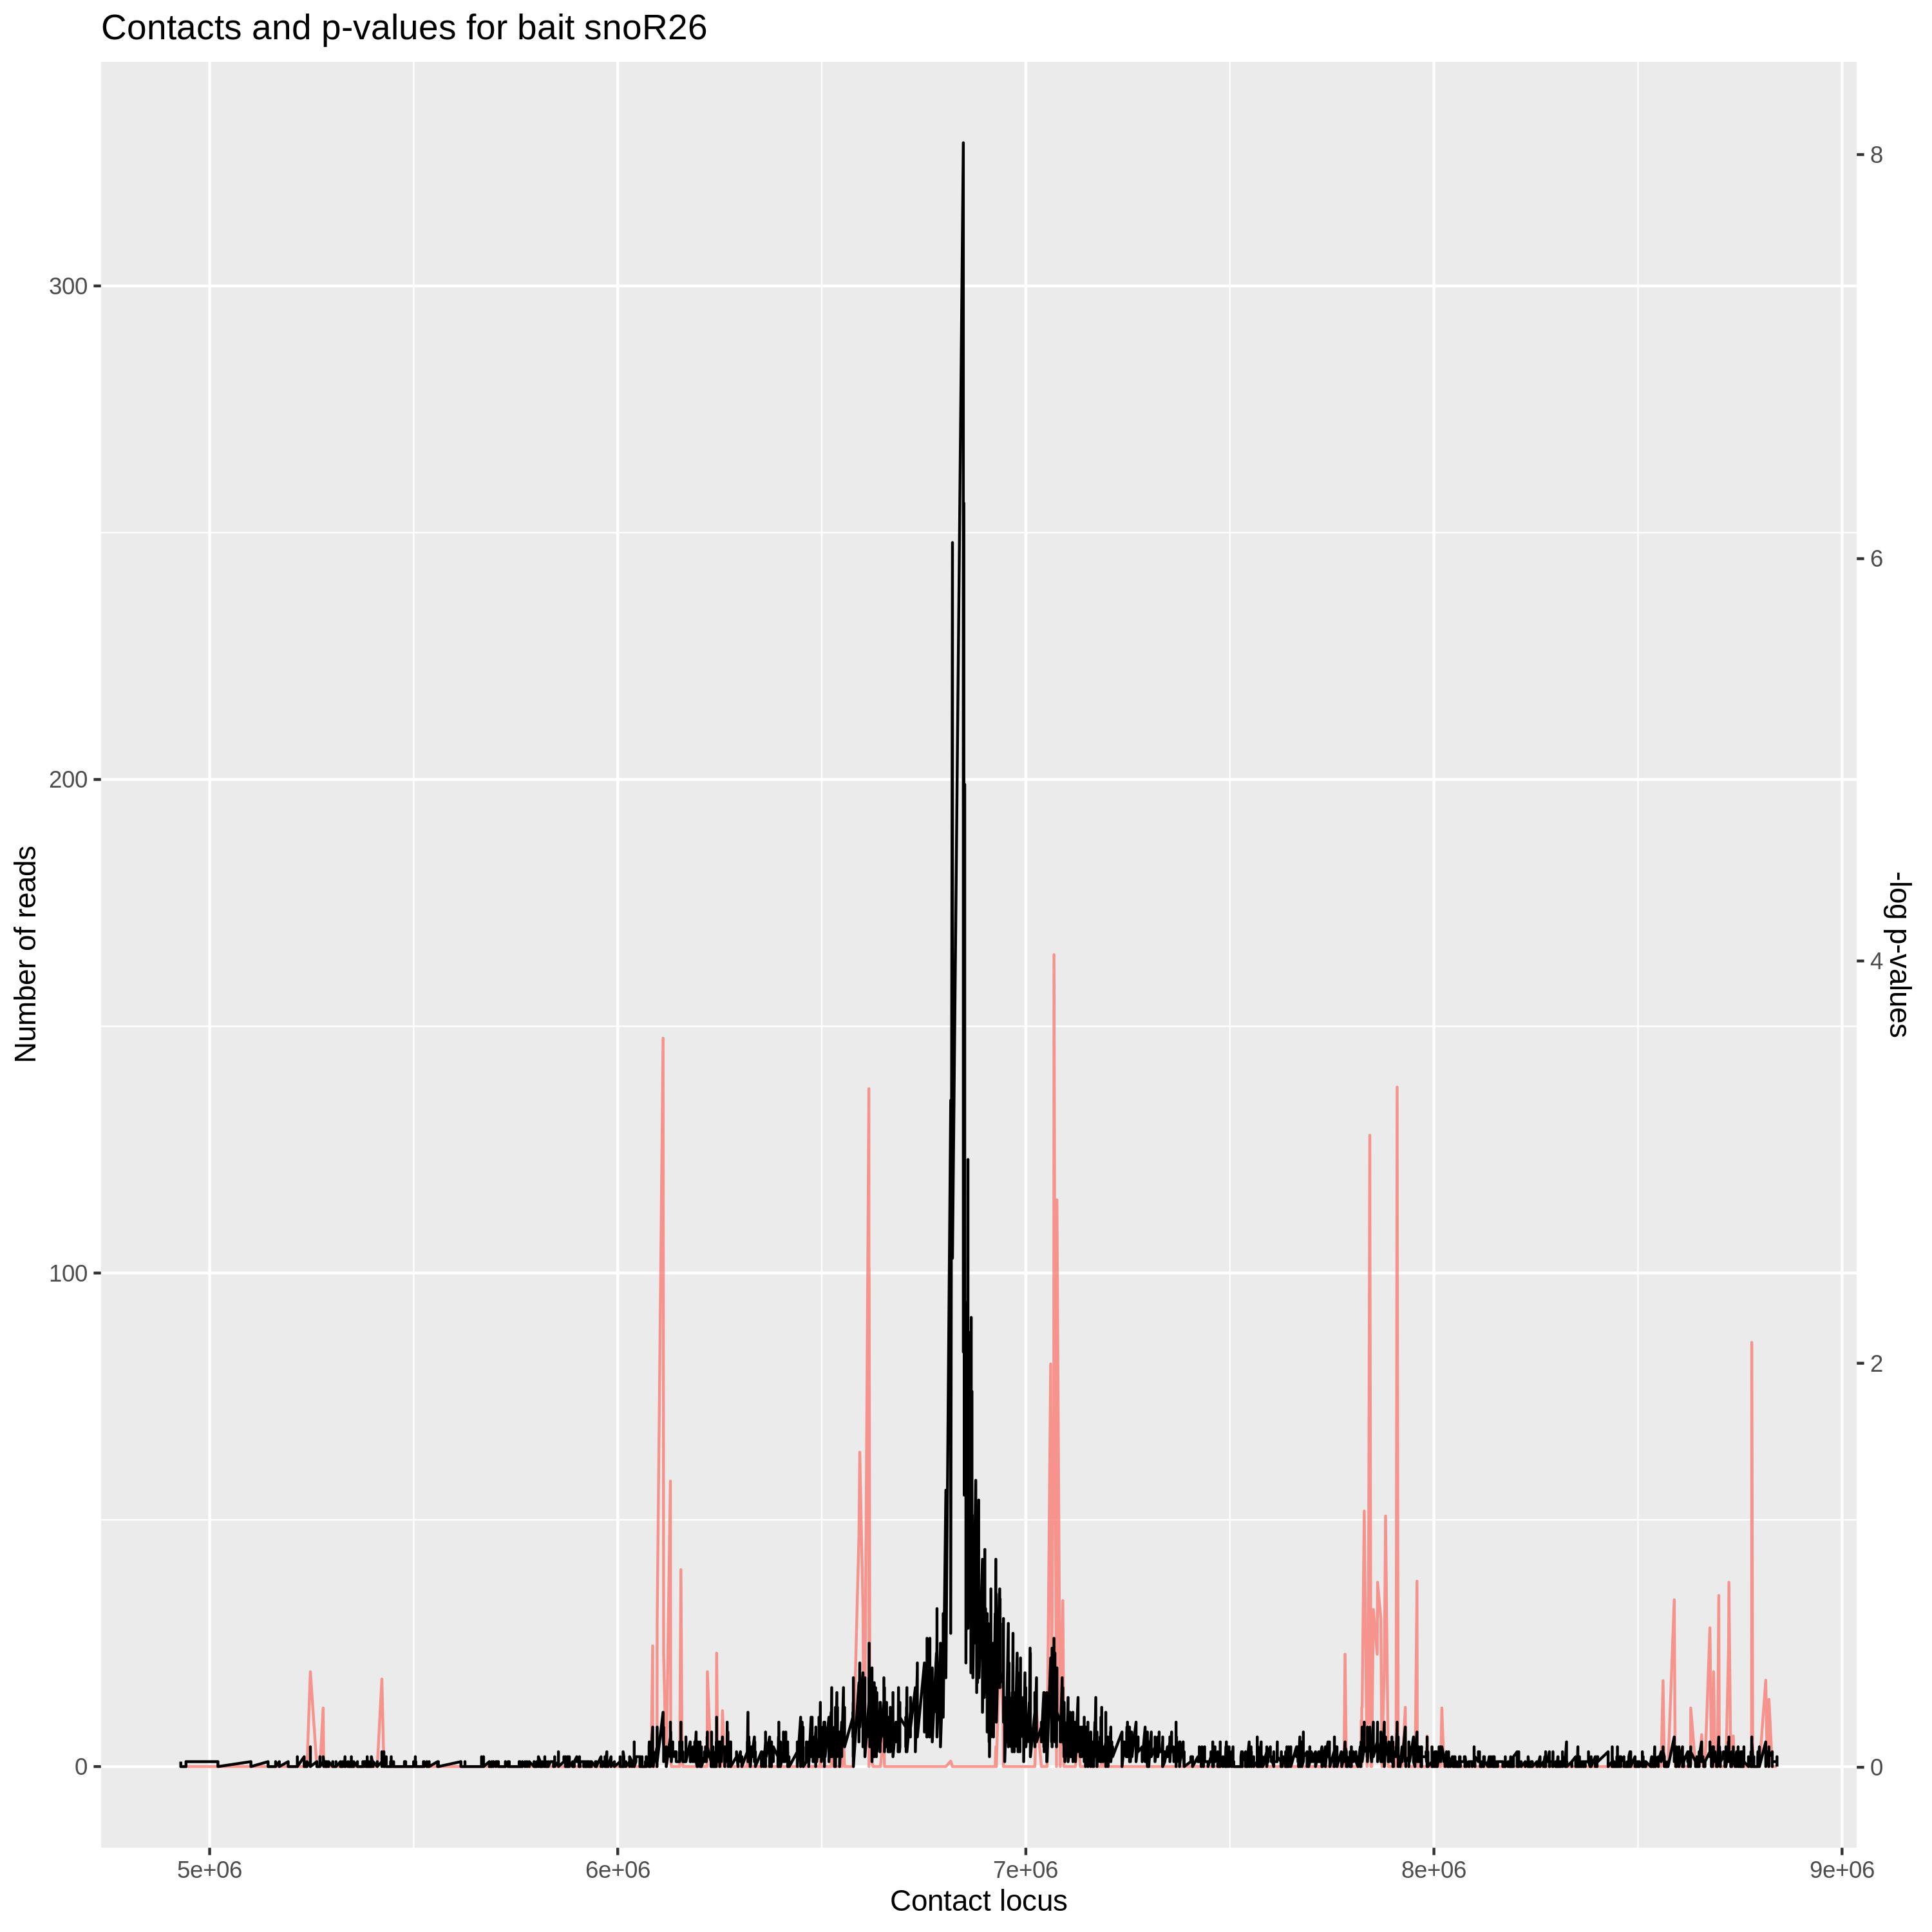 Contacts and p-values for bait snoR26
300
200
100
0
8
6
4
2
0
Number of reads
-log p-values
5e+06
6e+06
7e+06
8e+06
9e+06
Contact locus